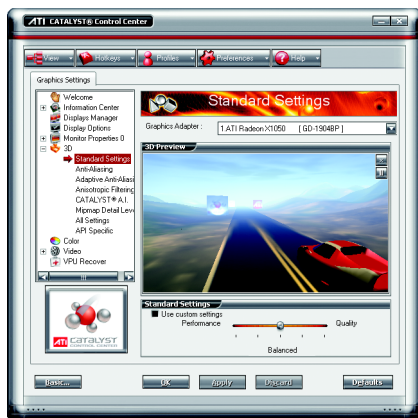 ATI CATALYST® Control Center
View
Hotkeys
Profiles
Preferences
Help
Graphics Settings
Welcome
Information Center
Displays Manager
Display Options
Monitor Properties 0
3D
Standard Settings
Anti-Aliasing
Adaptive Anti-Aliasi
Anisotropic Filtering
CATALYST® A.I.
Mipmap Detail Leve
All Settings
API Specific
Color
Video
VPU Recover
ATI CATALYST
CONTROL CENTER
Standard Settings
Graphics Adapter :
1.ATI Radeon X1050 [ GD-1904BP ]
3D Preview
Standard Settings
Use custom settings
Performance
Quality
Balanced
Basic...
OK
Apply
Discard
Defaults